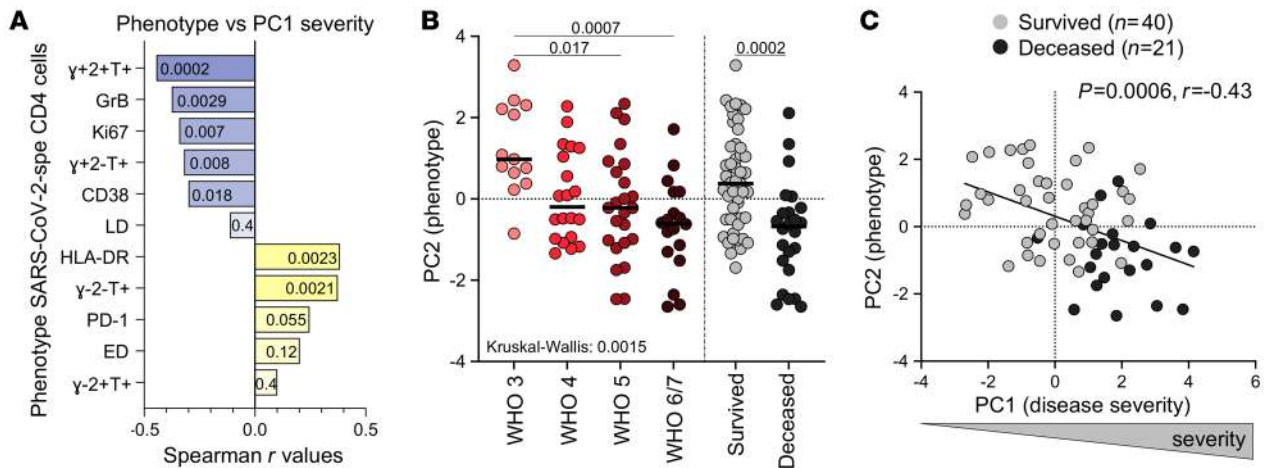 A
Phenotype vs PC1 severity
Phenotype SARS-CoV-2-spe CD4 cells
ɣ+2+T+
0.0002
GrB
0.0029
Ki67
0.007
ɣ+2-T+
0.008
CD38
0.018
LD
0.4
HLA-DR
0.0023
ɣ-2-T+
0.0021
PD-1
0.055
ED
0.12
ɣ-2+T+
0.4
-0.5
0.0
0.5
Spearman r values
B
0.0007
0.017
0.0002
PC2 (phenotype)
4
2
0
-2
-4
Kruskal-Wallis: 0.0015
WHO 3
WHO 4
WHO 5
WHO 6/7
Survived
Deceased
C
Survived (n=40)
Deceased (n=21)
P=0.0006, r=-0.43
PC2 (phenotype)
4
2
0
-2
-4
-4
-2
0
2
4
6
PC1 (disease severity)
severity